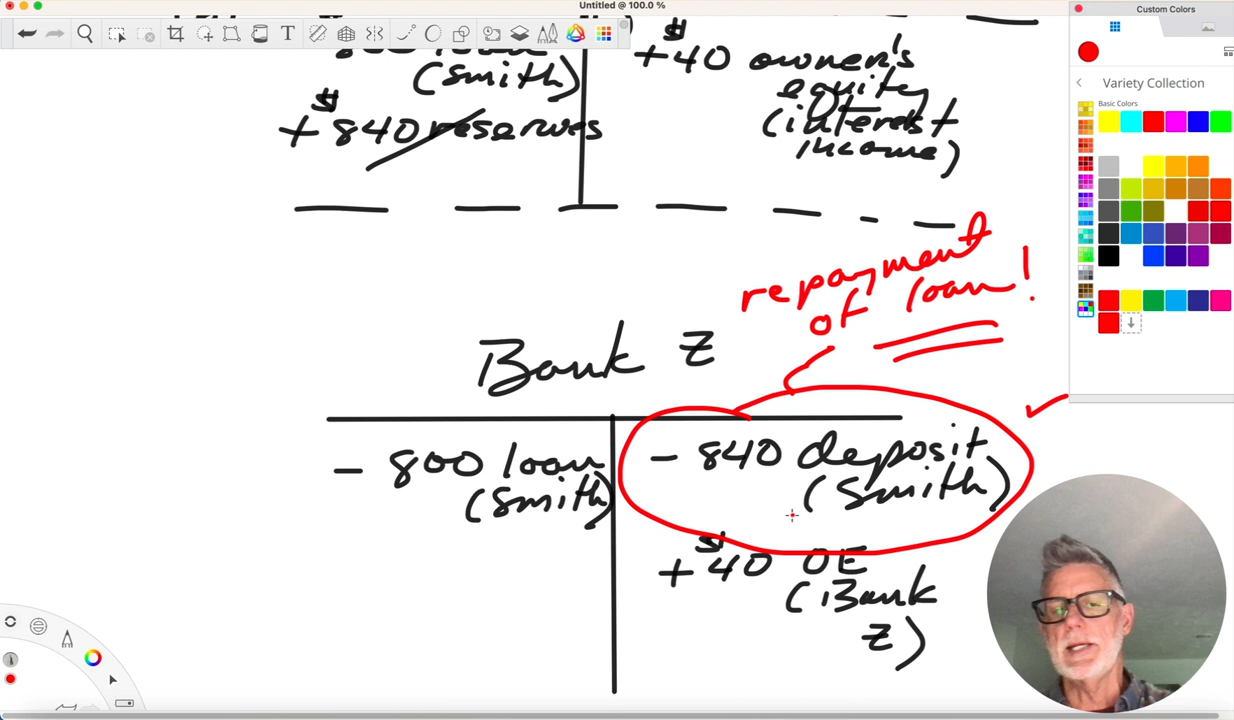 Untitled @ 100.0 %
Custom Colors
Variety Collection
Basic Colors
(Smith)
+$840 reserves
+$40 owner's
equity
(interest
income)
repayment
of loan!
Bank Z
- 800 loan
(Smith)
- 840 deposit
(Smith)
+$40 OE
(Bank
Z)